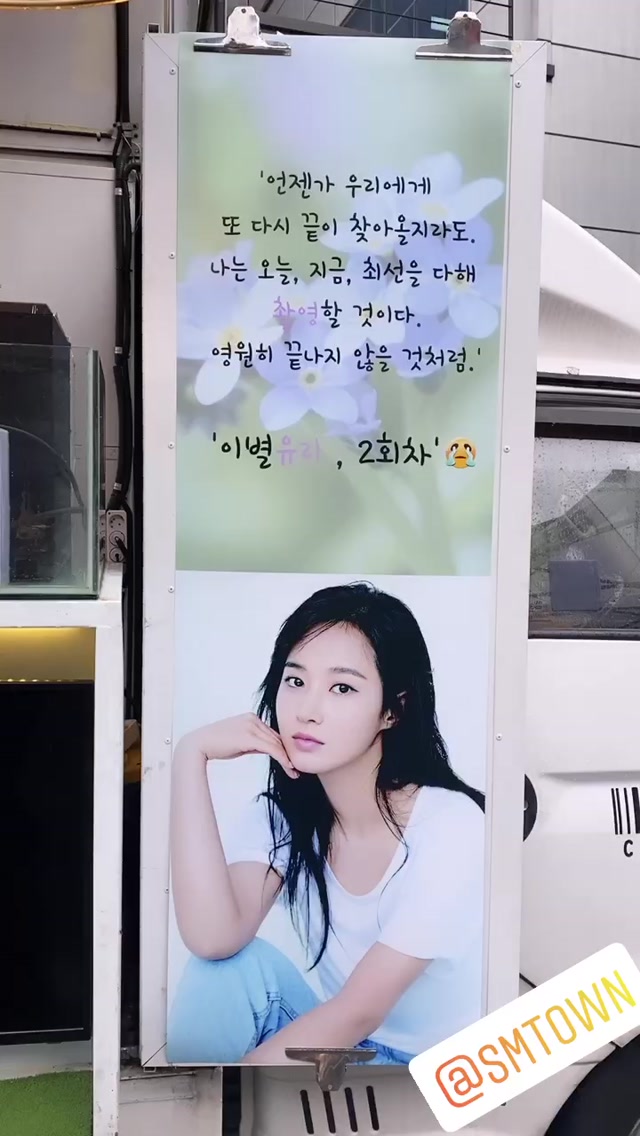 '언젠가 우리에게
또 다시 끝이 찾아올지라도.
나는 오늘, 지금, 최선을 다해
촤영할 것이다.
영원히 끝나지 않을 것처럼.'
'이별유리, 2회차'😭
@SMTOWN
C